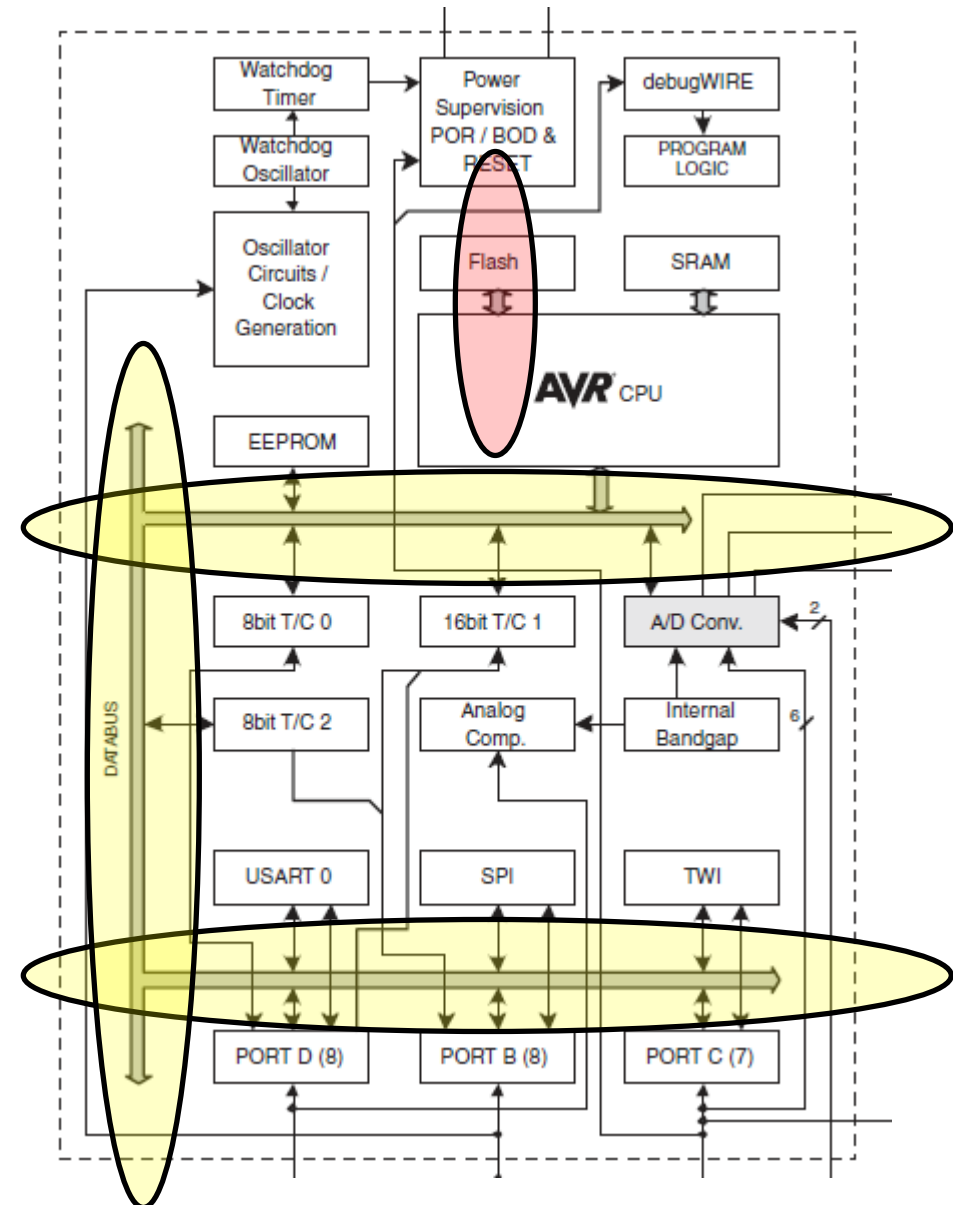 Watchdog
Timer
Power
Supervision
POR / BOD &
RESET
debugWIRE
Watchdog
Oscillator
PROGRAM
LOGIC
Oscillator
Circuits /
Clock
Generation
Flash
SRAM
AVR CPU
EEPROM
8bit T/C 0
16bit T/C 1
A/D Conv.
2
DATABUS
8bit T/C 2
Analog
Comp.
Internal
Bandgap
6
USART 0
SPI
TWI
PORT D (8)
PORT B (8)
PORT C (7)